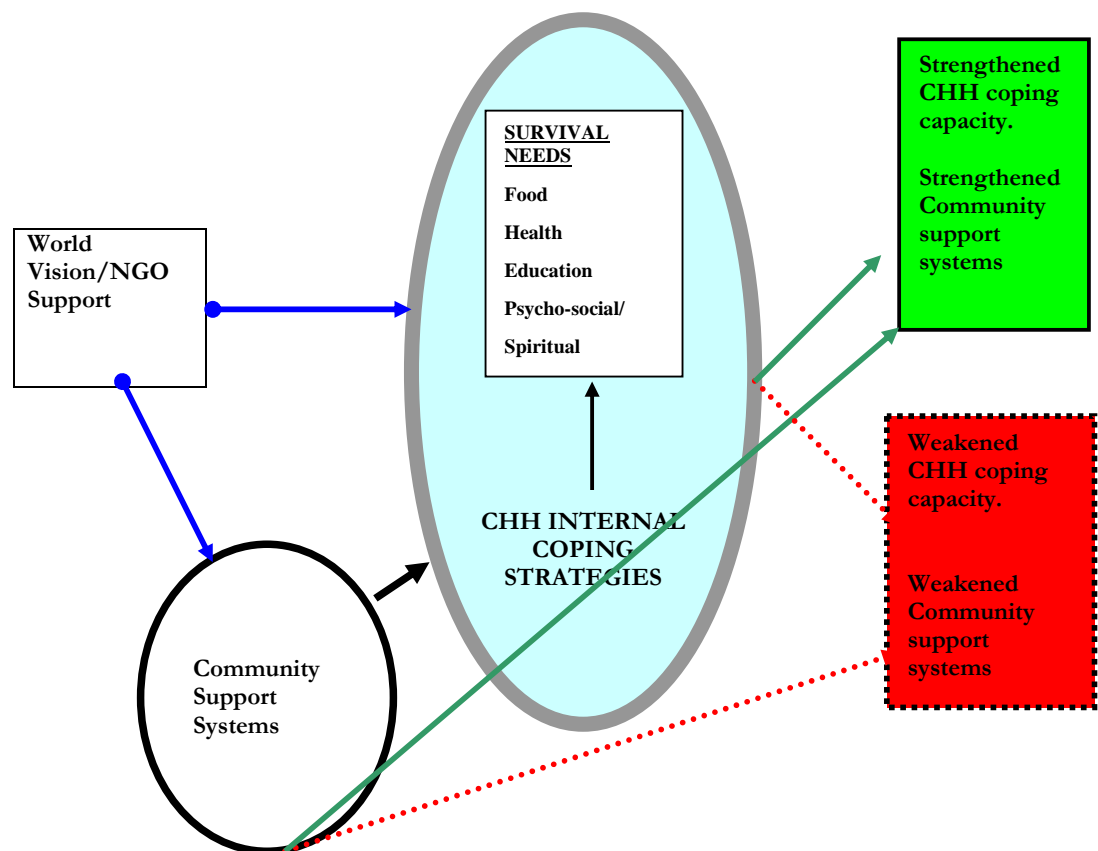 World
Vision/NGO
Support
Community
Support
Systems
SURVIVAL
NEEDS
Food
Health
Education
Psycho-social/
Spiritual
CHH INTERNAL
COPING
STRATEGIES
Strengthened
CHH coping
capacity.
Strengthened
Community
support
systems
Weakened
CHH coping
capacity.
Weakened
Community
support
systems